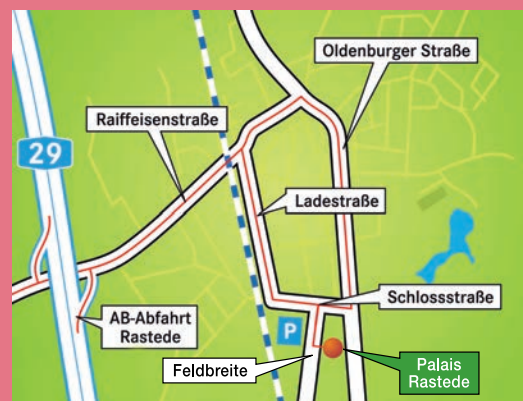 Oldenburger Straße
Raiffeisenstraße
29
Ladestraße
Schlossstraße
AB-Abfahrt
Rastede
P
Feldbreite
Palais
Rastede